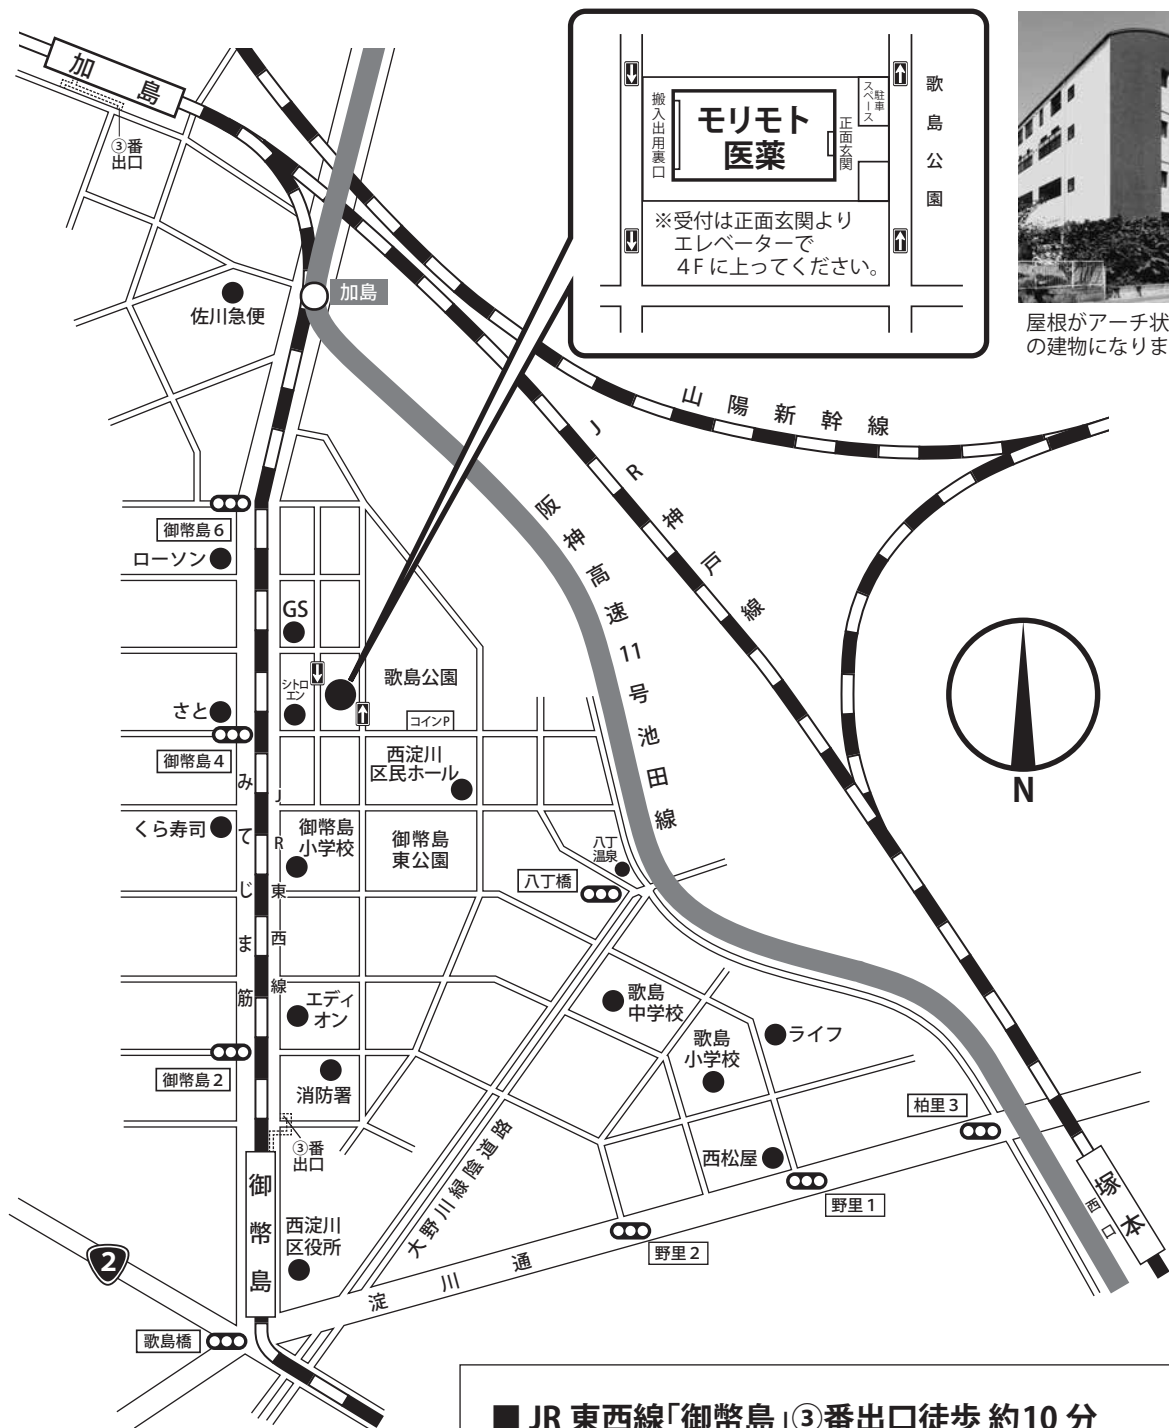 加島
③番
出口
佐川急便
加島
搬入出用裏口
モリモト
医薬
正面玄関
駐車
スペース
歌島公園
※受付は正面玄関より
エレベーターで
4Fに上ってください。
屋根がアーチ状
の建物になりま
山陽新幹線
JR神戸線
阪神高速11号池田線
御幣島6
ローソン
GS
シトロ
エン
歌島公園
コインP
さと
御幣島4
西淀川
区民ホール
みてじま筋
JR東西線
くら寿司
御幣島
小学校
御幣島
東公園
八丁
温泉
八丁橋
N
エディ
オン
歌島
中学校
歌島
小学校
ライフ
御幣島2
消防署
③番
出口
柏里3
西松屋
野里1
野里2
大野川緑陰道路
塚本
西口
御幣島
西淀川
区役所
2
淀川通
歌島橋
■JR 東西線「御幣島」③番出口徒歩 約10 分